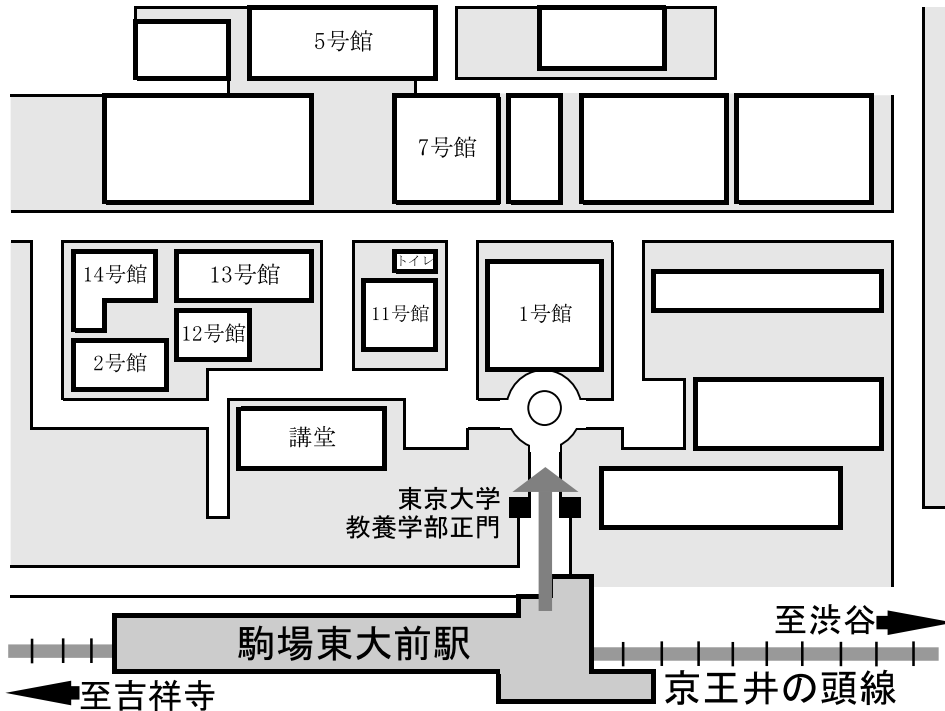 5号館
7号館
14号館
13号館
トイレ
11号館
1号館
12号館
2号館
講堂
東京大学
教養学部正門
至渋谷
駒場東大前駅
至吉祥寺
京王井の頭線